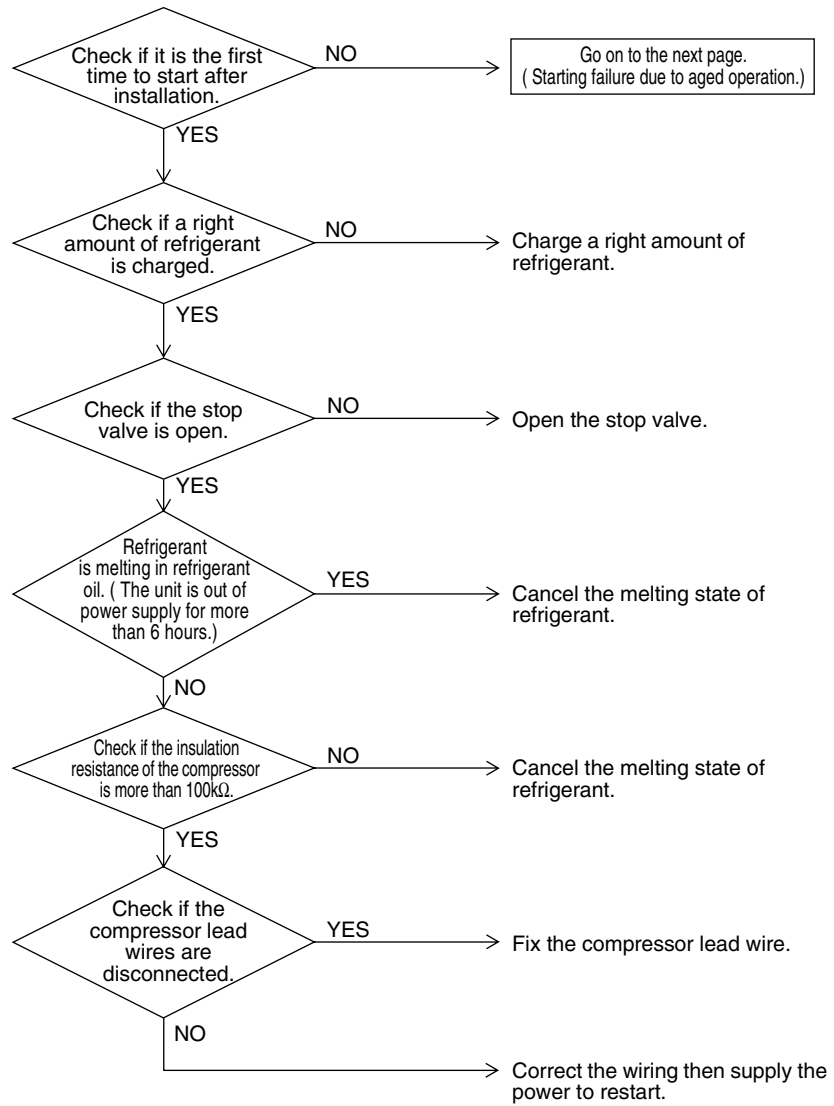 Check if it is the first
time to start after
installation.
NO
Go on to the next page.
( Starting failure due to aged operation.)
YES
Check if a right
amount of refrigerant
is charged.
NO
Charge a right amount of
refrigerant.
YES
Check if the stop
valve is open.
NO
Open the stop valve.
YES
Refrigerant
is melting in refrigerant
oil. ( The unit is out of
power supply for more
than 6 hours.)
YES
Cancel the melting state of
refrigerant.
NO
Check if the insulation
resistance of the compressor
is more than 100kΩ.
NO
Cancel the melting state of
refrigerant.
YES
Check if the
compressor lead
wires are
disconnected.
YES
Fix the compressor lead wire.
NO
Correct the wiring then supply the
power to restart.